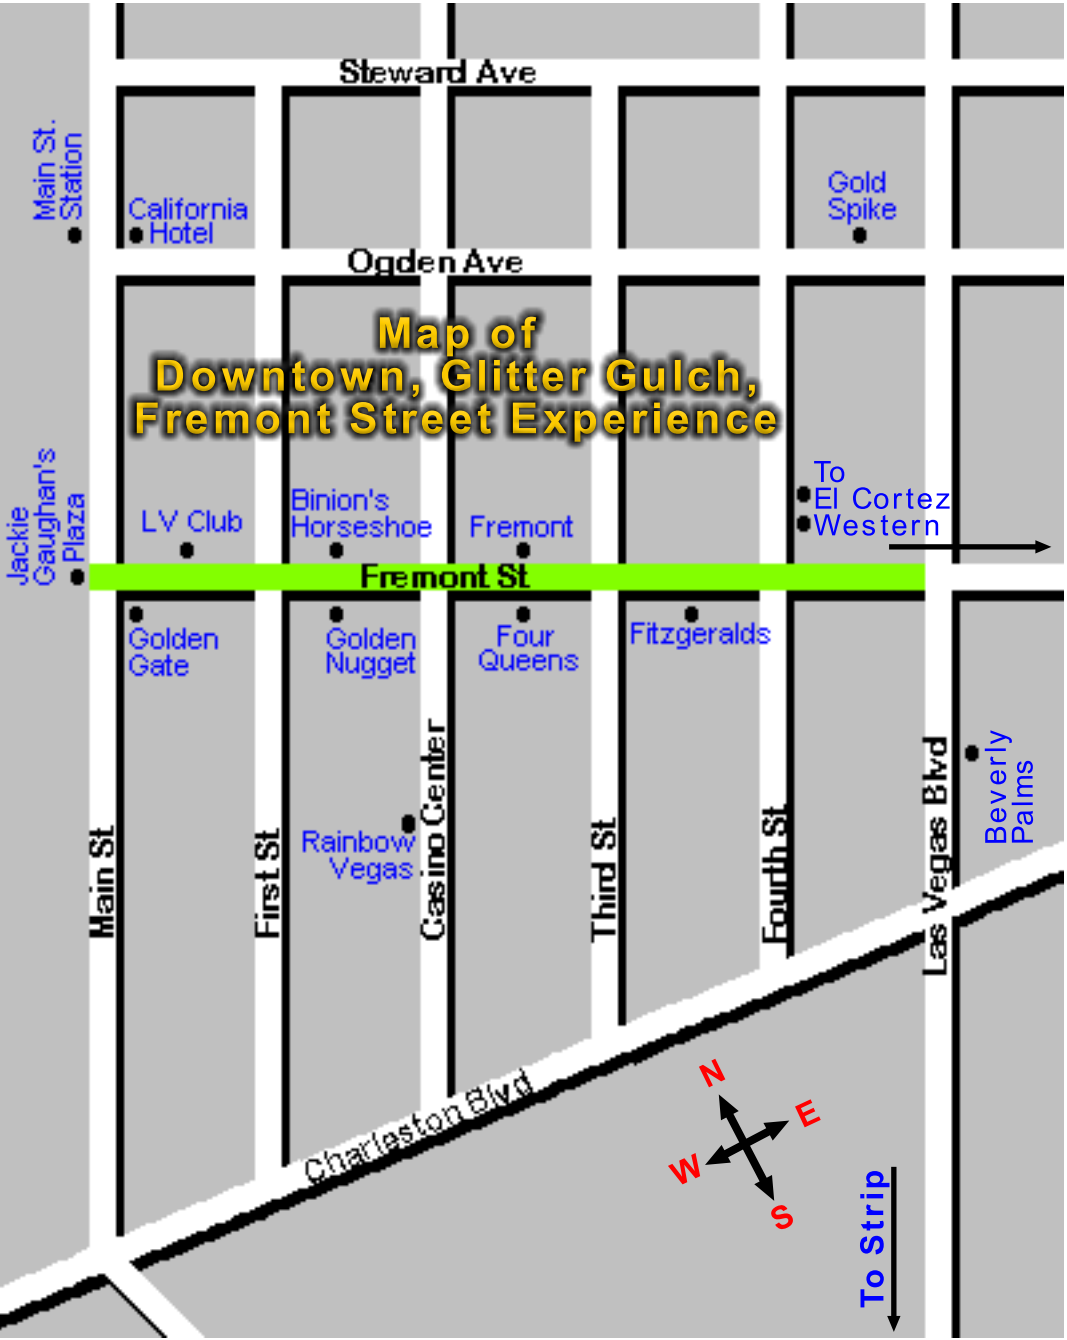 Steward Ave
Main St.
Station
California
Hotel
Gold
Spike
Ogden Ave
Map of
Downtown, Glitter Gulch,
Fremont Street Experience
Jackie
Gaughan's
Plaza
LV Club
Binion's
Horseshoe
Fremont
To
El Cortez
Western
Fremont St
Golden
Gate
Golden
Nugget
Four
Queens
Fitzgeralds
Rainbow
Vegas
Beverly
Palms
Main St
First St
Casino Center
Third St
Fourth St
Las Vegas Blvd
Charleston Blvd
N
E
W
S
To Strip